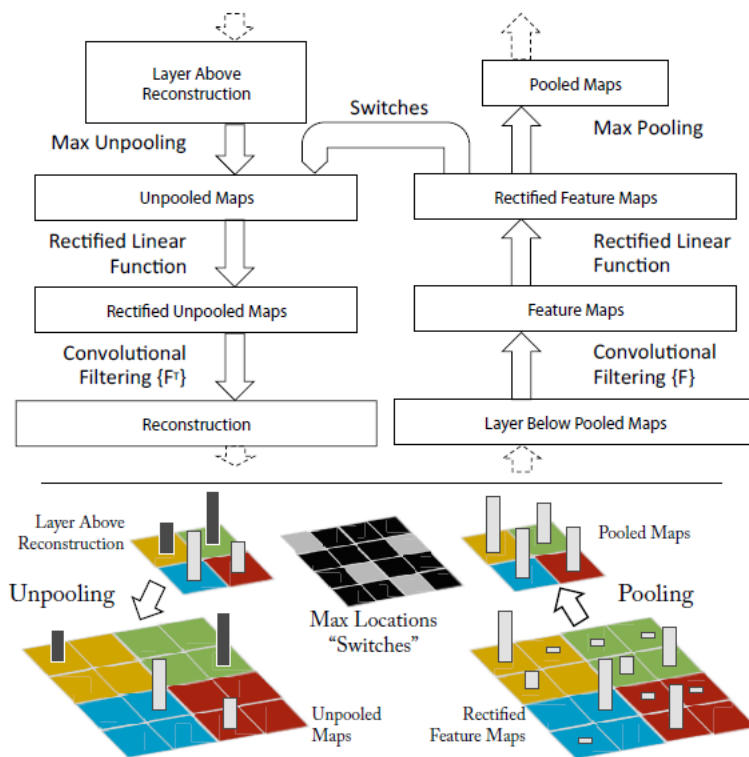 Layer Above
Reconstruction
Pooled Maps
Switches
Max Unpooling
Max Pooling
Unpooled Maps
Rectified Feature Maps
Rectified Linear
Function
Rectified Linear
Function
Rectified Unpooled Maps
Feature Maps
Convolutional
Filtering {Fᵀ}
Convolutional
Filtering {F}
Reconstruction
Layer Below Pooled Maps
Layer Above
Reconstruction
Pooled Maps
Unpooling
Max Locations
"Switches"
Pooling
Unpooled
Maps
Rectified
Feature Maps